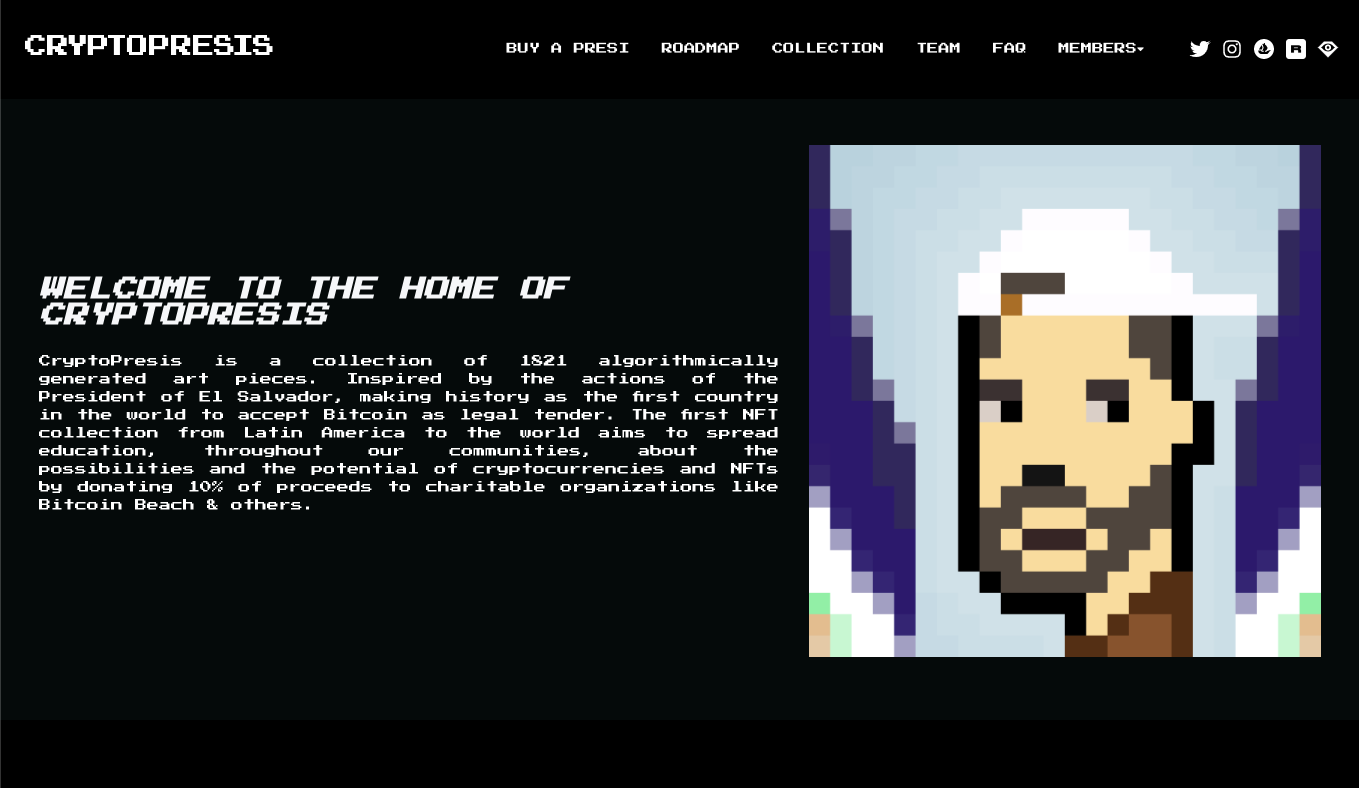 CRYPTOPRESIS
BUY A PRESI ROADMAP COLLECTION TEAM FAQ MEMBERS▾
WELCOME TO THE HOME OF
CRYPTOPRESIS
CryptoPresis is a collection of 1821 algorithmically
generated art pieces. Inspired by the actions of the
President of El Salvador, making history as the first country
in the world to accept Bitcoin as legal tender. The first NFT
collection from Latin America to the world aims to spread
education, throughout our communities, about the
possibilities and the potential of cryptocurrencies and NFTs
by donating 10% of proceeds to charitable organizations like
Bitcoin Beach & others.